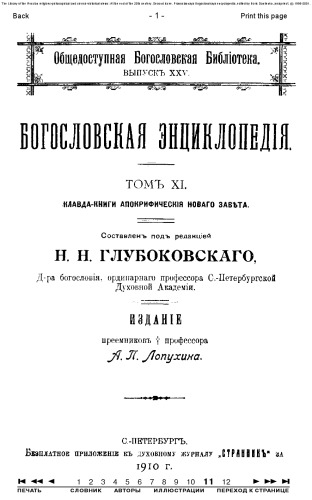 Back - 1 - Print this page
Общедоступная Богословская Библіотека.
ВЫПУСКЪ XXV.
БОГОСЛОВСКАЯ ЭНЦИКЛОПЕДІЯ.
ТОМЪ XI.
КЛАВДА-КНИГИ АПОКРИФИЧЕСКІЯ НОВАГО ЗАВѢТА.
Составленъ подъ редакціей
Н. Н. ГЛУБОКОВСКАГО,
Д-ра богословія, ординарнаго профессора С.-Петербургской
Духовной Академіи.
ИЗДАНІЕ
преемниковъ † профессора
А. П. Лопухина.
С.-ПЕТЕРБУРГЪ.
Безплатное приложеніе къ духовному журналу „СТРАННИКЪ“ за
1910 г.
1 2 3 4 5 6 7 8 9 10 11 12
ПЕЧАТЬ СЛОВНИК АВТОРЫ ИЛЛЮСТРАЦИИ ПЕРЕХОД К СТРАНИЦЕ